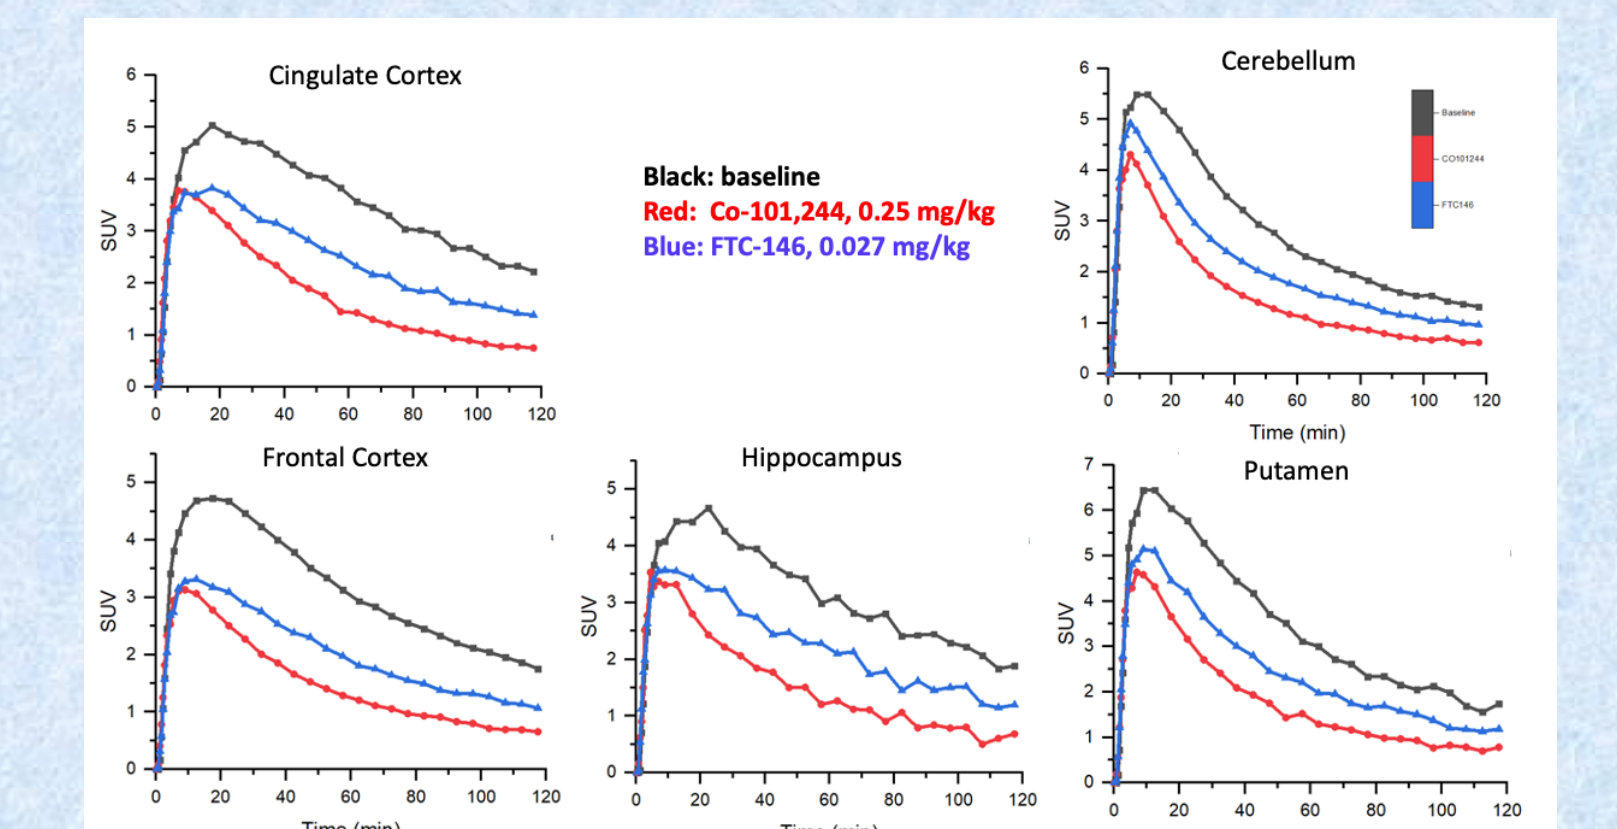 Cingulate Cortex
SUV
6
5
4
3
2
1
0
0 20 40 60 80 100 120
Black: baseline
Red: Co-101,244, 0.25 mg/kg
Blue: FTC-146, 0.027 mg/kg
Cerebellum
SUV
6
5
4
3
2
1
0
0 20 40 60 80 100 120
Time (min)
Baseline
CO101244
FTC146
Frontal Cortex
SUV
5
4
3
2
1
0
0 20 40 60 80 100 120
Time (min)
Hippocampus
SUV
5
4
3
2
1
0
0 20 40 60 80 100 120
Time (min)
Putamen
SUV
7
6
5
4
3
2
1
0
0 20 40 60 80 100 120